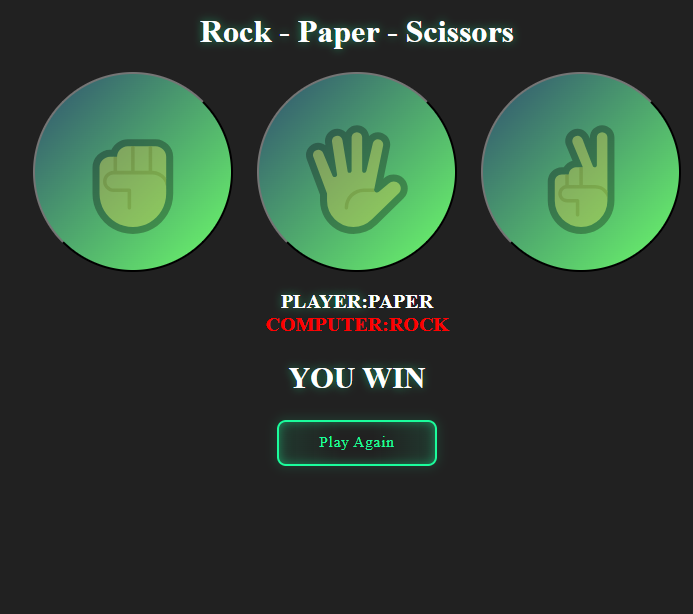 Rock - Paper - Scissors
PLAYER:PAPER
COMPUTER:ROCK
YOU WIN
Play Again